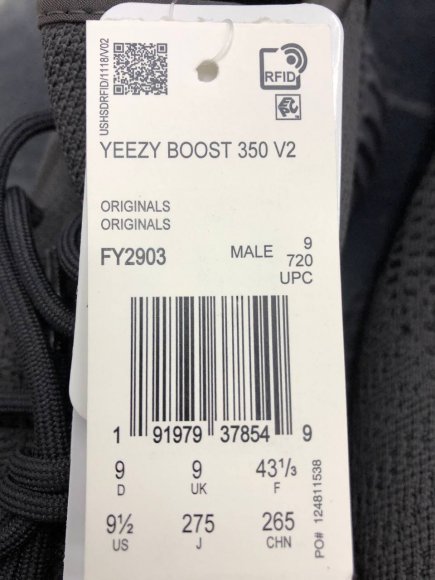 USHSDRFID/1118/V02
RFID
YEEZY BOOST 350 V2
ORIGINALS
ORIGINALS
FY2903
MALE 9
720
UPC
1 91979 37854 9
9 9 43⅓
D UK F
9½ 275 265
US J CHN
PO# 124811538